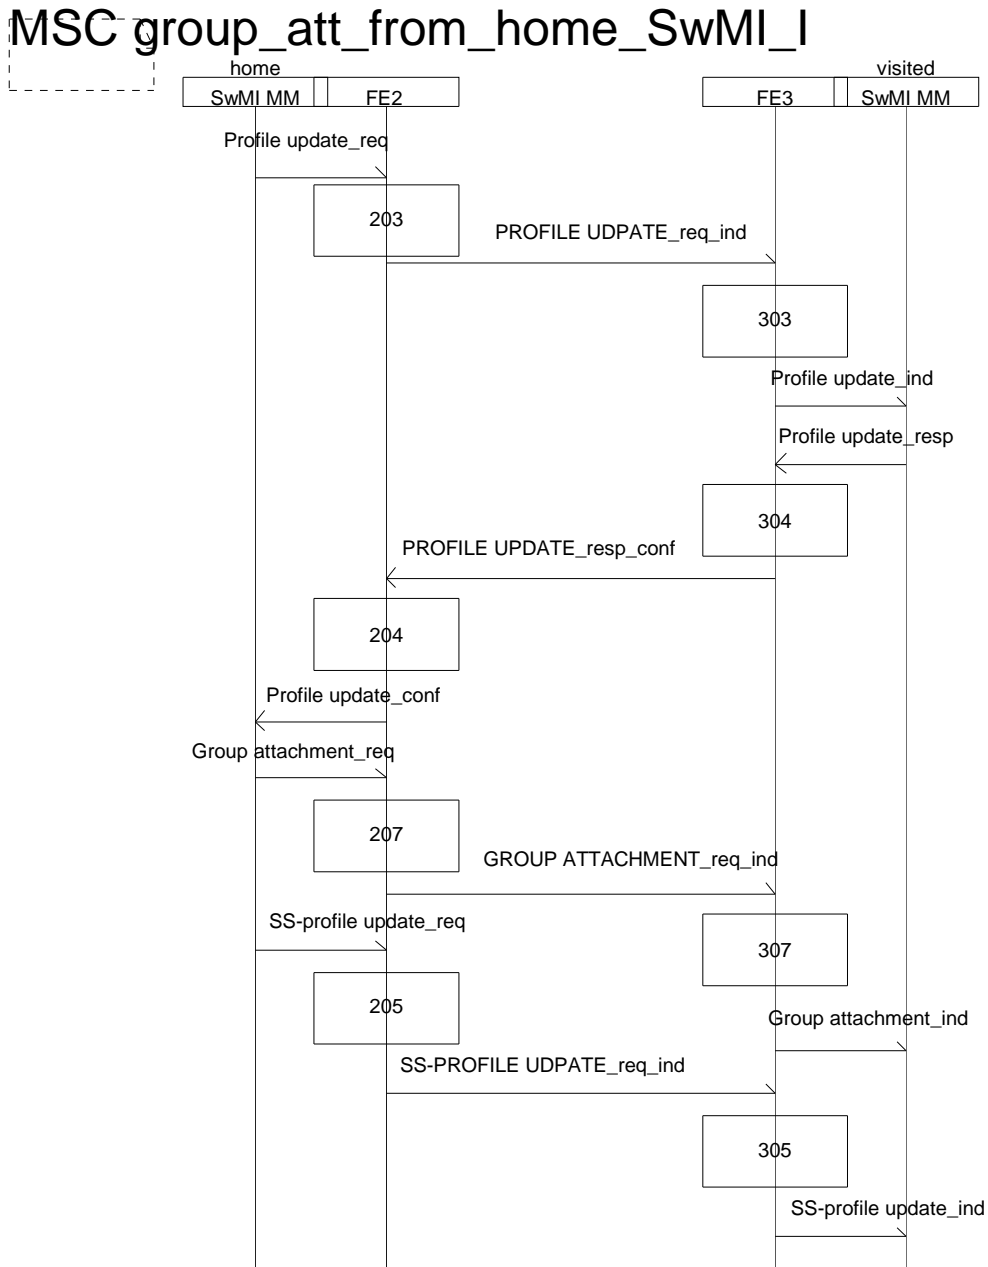 MSC group_att_from_home_SwMI_I
home
visited
SwMI MM
FE2
FE3
SwMI MM
Profile update_req
203
PROFILE UDPATE_req_ind
303
Profile update_ind
Profile update_resp
304
PROFILE UPDATE_resp_conf
204
Profile update_conf
Group attachment_req
207
GROUP ATTACHMENT_req_ind
SS-profile update_req
307
205
Group attachment_ind
SS-PROFILE UDPATE_req_ind
305
SS-profile update_ind